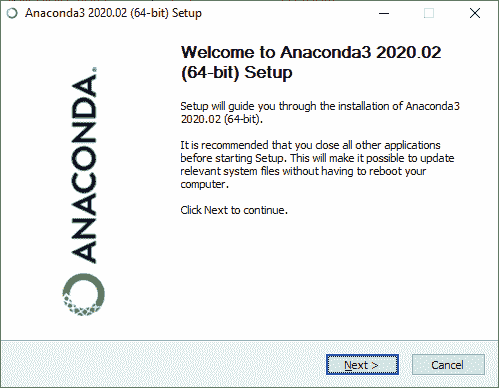 Anaconda3 2020.02 (64-bit) Setup
ANACONDA.
Welcome to Anaconda3 2020.02
(64-bit) Setup
Setup will guide you through the installation of Anaconda3
2020.02 (64-bit).
It is recommended that you close all other applications
before starting Setup. This will make it possible to update
relevant system files without having to reboot your
computer.
Click Next to continue.
Next >
Cancel